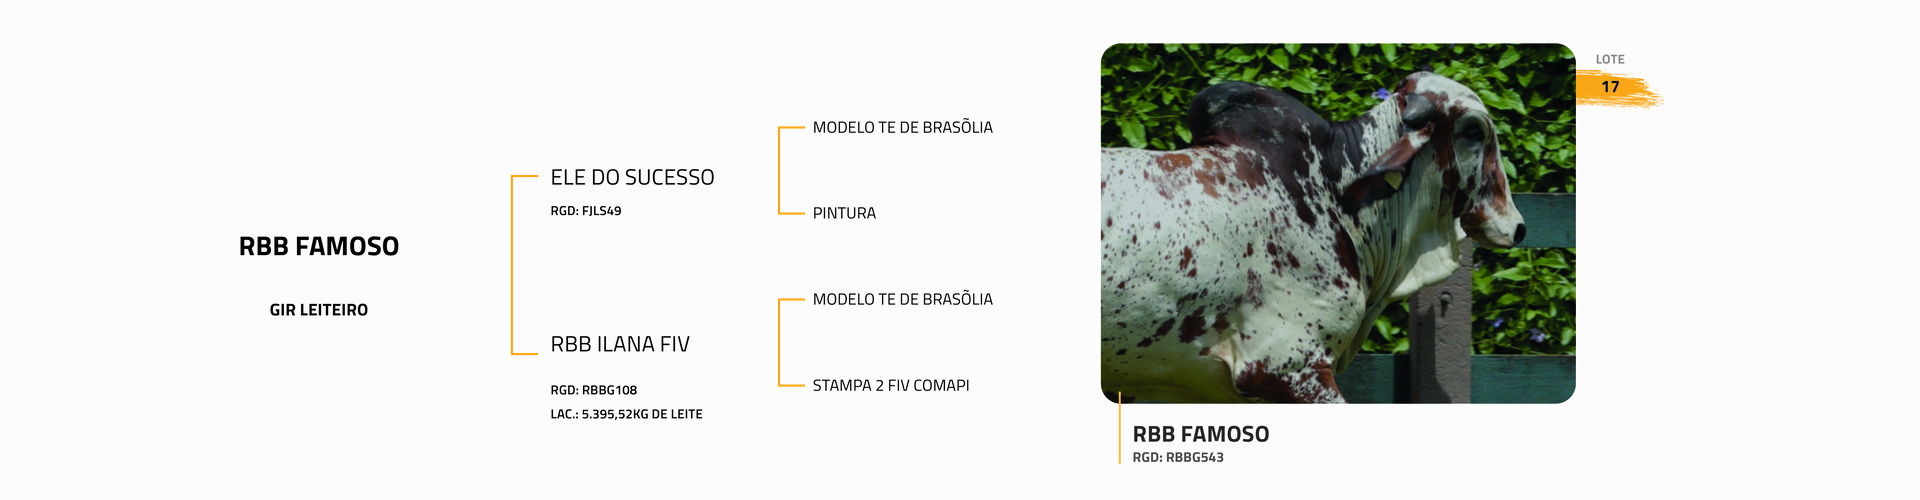 RBB FAMOSO
GIR LEITEIRO
ELE DO SUCESSO
RGD: FJLS49
RBB ILANA FIV
RGD: RBBG108
LAC.: 5.395,52KG DE LEITE
MODELO TE DE BRASÕLIA
PINTURA
MODELO TE DE BRASÕLIA
STAMPA 2 FIV COMAPI
LOTE
17
RBB FAMOSO
RGD: RBBG543